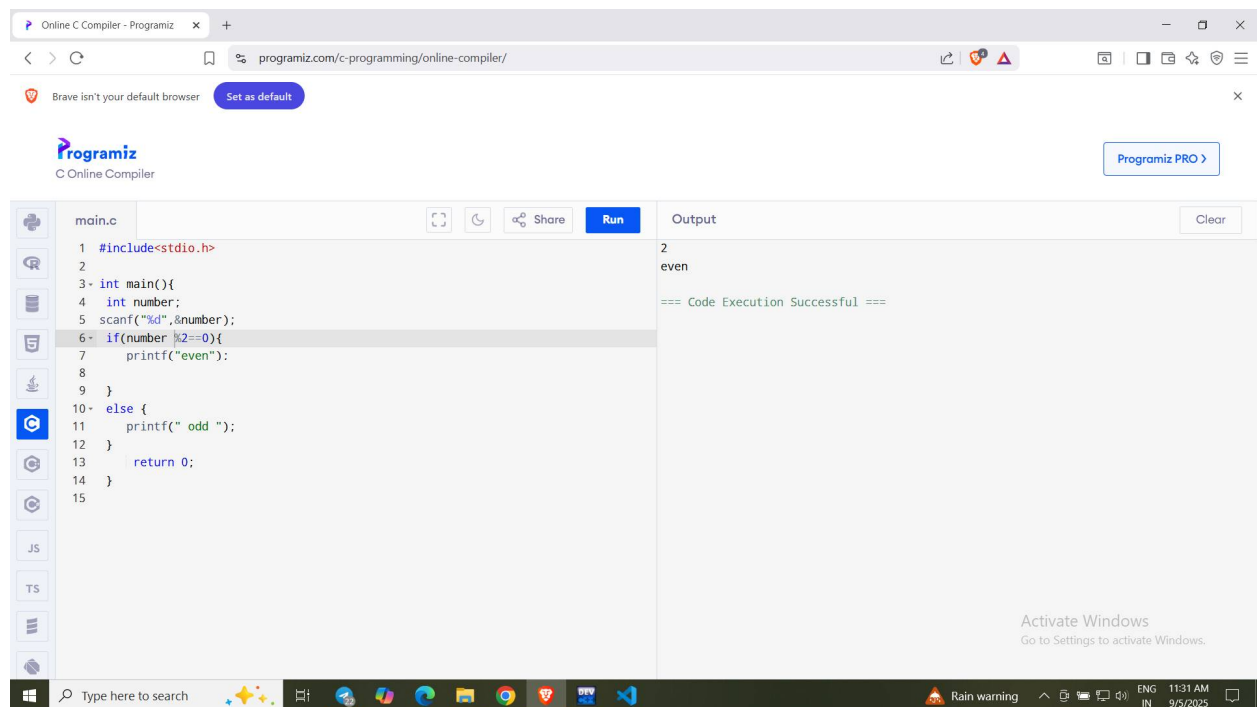 Online C Compiler - Programiz
programiz.com/c-programming/online-compiler/
Brave isn't your default browser Set as default
Programiz
C Online Compiler
Programiz PRO >
main.c Share Run Output Clear
1 #include<stdio.h>
2
3 int main(){
4 int number;
5 scanf("%d",&number);
6 if(number %2==0){
7 printf("even");
8
9 }
10 else {
11 printf(" odd ");
12 }
13 return 0;
14 }
15
2
even
=== Code Execution Successful ===
JS
TS
Activate Windows
Go to Settings to activate Windows.
Type here to search
DEV
Rain warning
ENG 11:31 AM
IN 9/5/2025